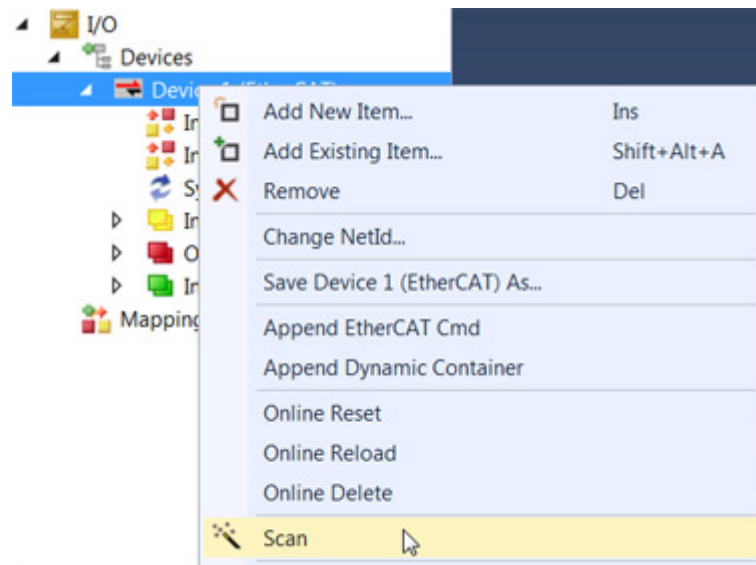 I/O
Devices
Add New Item... Ins
Add Existing Item... Shift+Alt+A
Remove Del
Change NetId...
Save Device 1 (EtherCAT) As...
Append EtherCAT Cmd
Append Dynamic Container
Online Reset
Online Reload
Online Delete
Scan